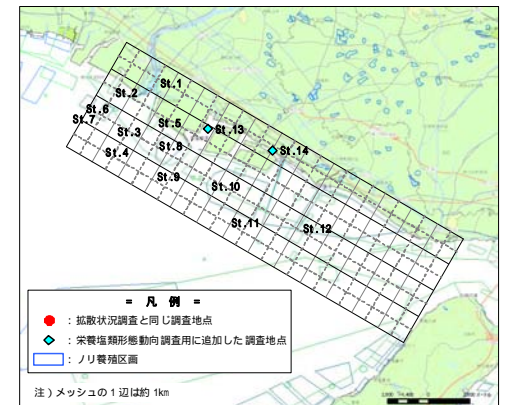 St.1
St.2
St.6
St.7
St.5
St.13
St.3
St.8
St.14
St.4
St.9
St.10
St.11
St.12
= 凡 例 =
: 拡散状況調査と同じ調査地点
: 栄養塩類形態動向調査用に追加した調査地点
: ノリ養殖区画
注）メッシュの1辺は約 1km